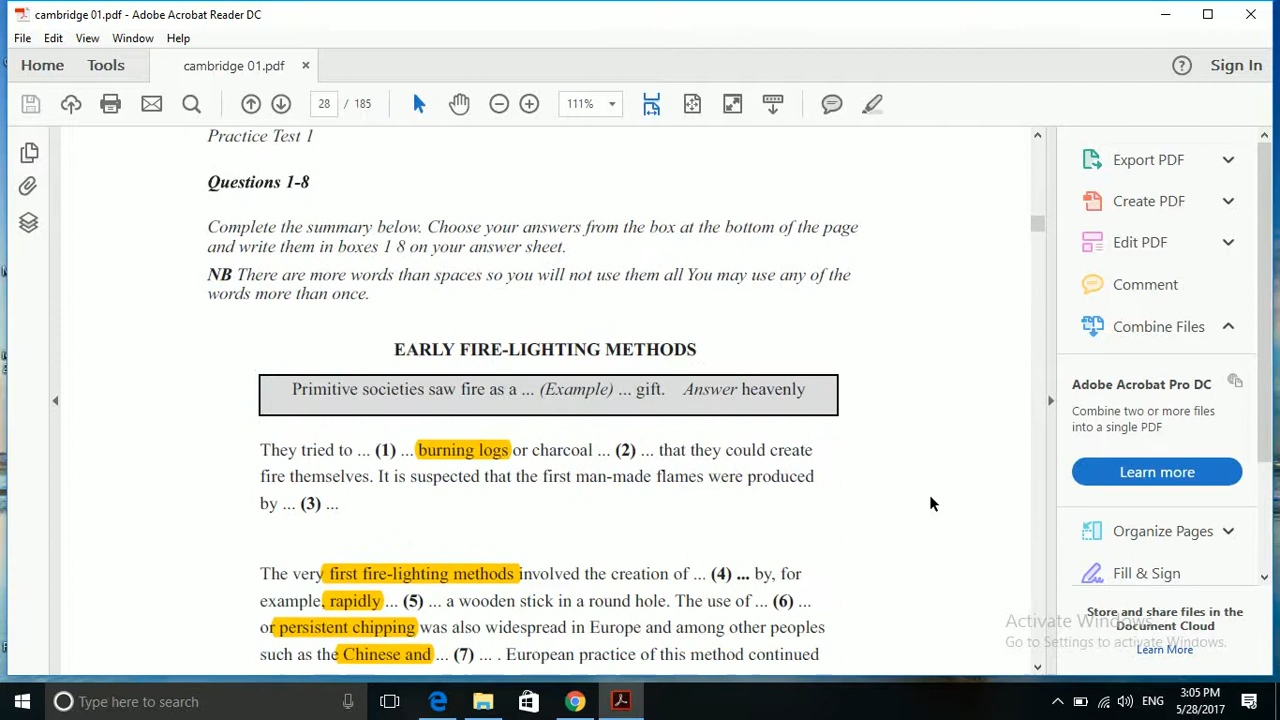 cambridge 01.pdf - Adobe Acrobat Reader DC
File Edit View Window Help
Home Tools cambridge 01.pdf × Sign In
28 / 185 111%
Practice Test 1
Questions 1-8
Complete the summary below. Choose your answers from the box at the bottom of the page
and write them in boxes 1 8 on your answer sheet.
NB There are more words than spaces so you will not use them all You may use any of the
words more than once.
EARLY FIRE-LIGHTING METHODS
Primitive societies saw fire as a ... (Example) ... gift. Answer heavenly
They tried to ... (1) ... burning logs or charcoal ... (2) ... that they could create
fire themselves. It is suspected that the first man-made flames were produced
by ... (3) ...
The very first fire-lighting methods involved the creation of ... (4) ... by, for
example, rapidly ... (5) ... a wooden stick in a round hole. The use of ... (6) ...
or persistent chipping was also widespread in Europe and among other peoples
such as the Chinese and ... (7) ... . European practice of this method continued
Export PDF
Create PDF
Edit PDF
Comment
Combine Files
Adobe Acrobat Pro DC
Combine two or more files
into a single PDF
Learn more
Organize Pages
Fill & Sign
Store and share files in the
Document Cloud
Learn More
Activate Windows
Go to Settings to activate Windows.
Type here to search
ENG
3:05 PM
5/28/2017